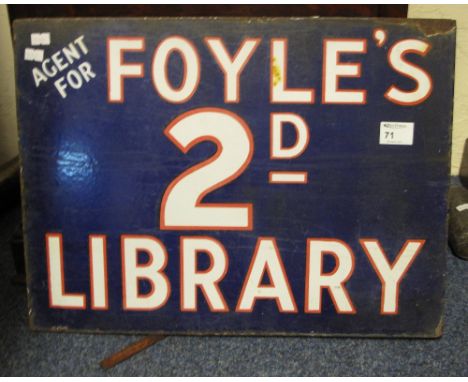 AGENT
FOR
FOYLE'S
2D
LIBRARY
71